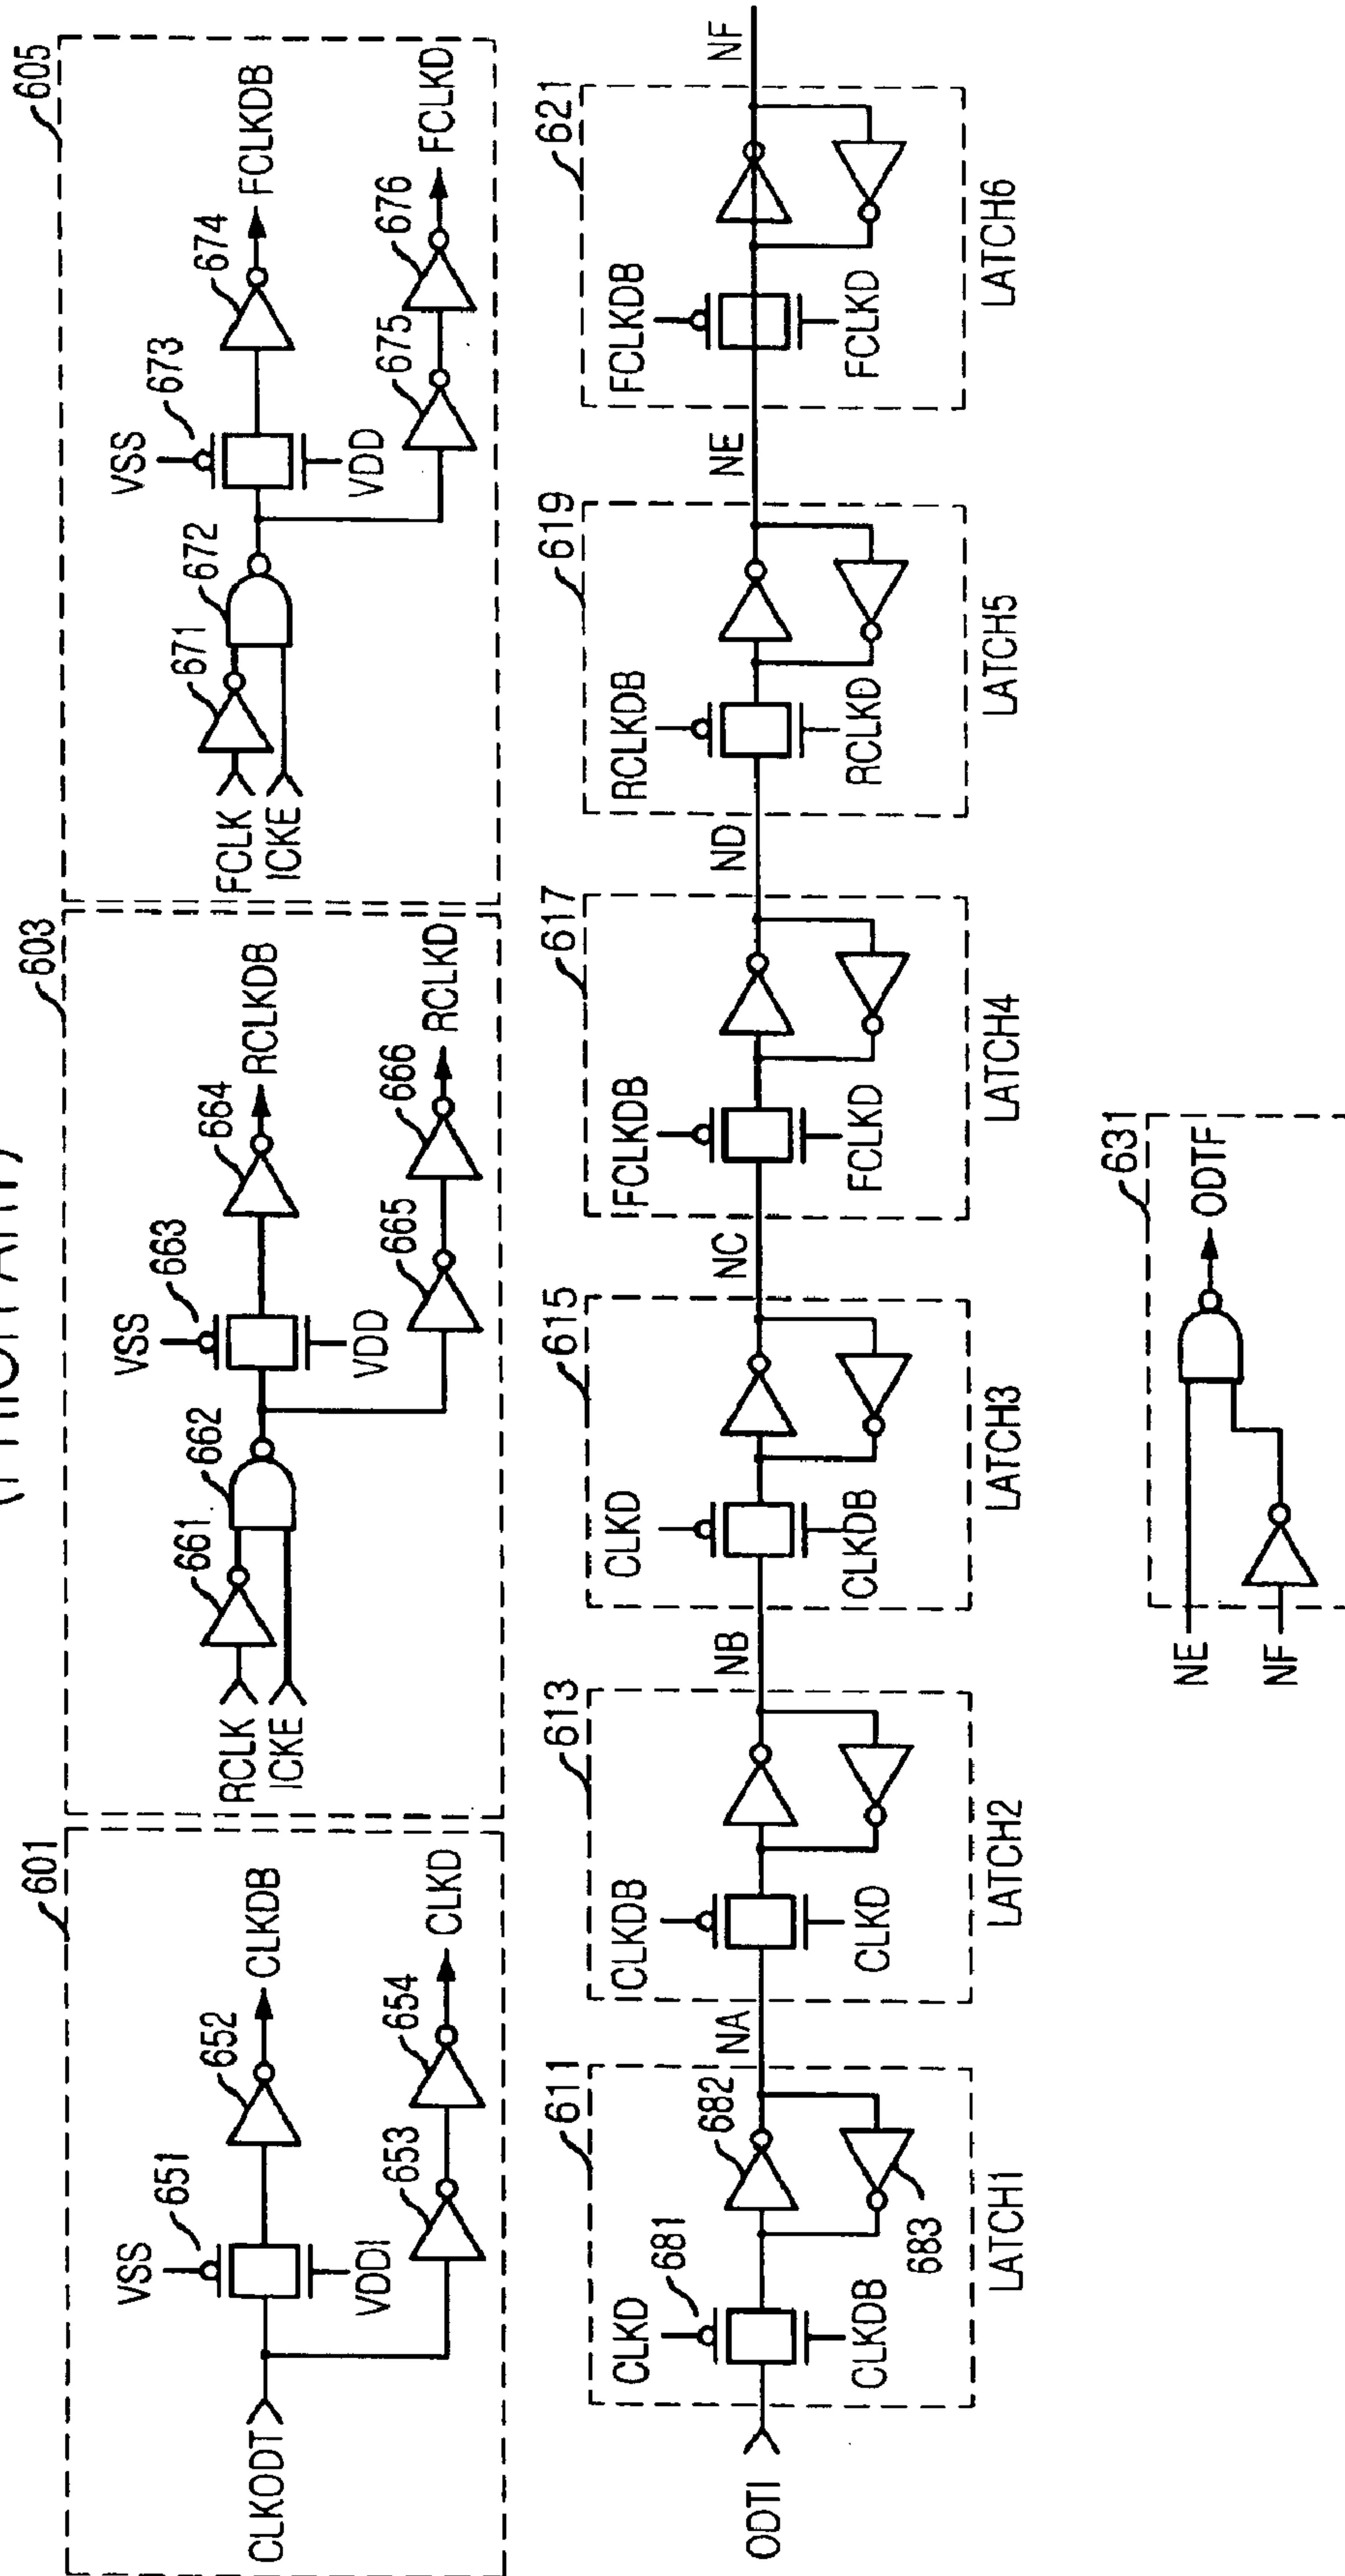 (PRIOR ART)
601
CLKODT
VSS
651
VDDI
652
CLKDB
653
654
CLKD
603
RCLK
ICKE
661
662
VSS
663
VDD
664
RCLKDB
665
666
RCLKD
605
FCLK
ICKE
671
672
VSS
673
VDD
674
FCLKDB
675
676
FCLKD
ODTI
611
CLKD
681
CLKDB
682
683
LATCH1
NA
613
CLKDB
CLKD
LATCH2
NB
615
CLKD
CLKDB
LATCH3
NC
617
FCLKDB
FCLKD
LATCH4
ND
619
RCLKDB
RCLKD
LATCH5
NE
621
FCLKDB
FCLKD
LATCH6
NF
631
NE
NF
ODTF